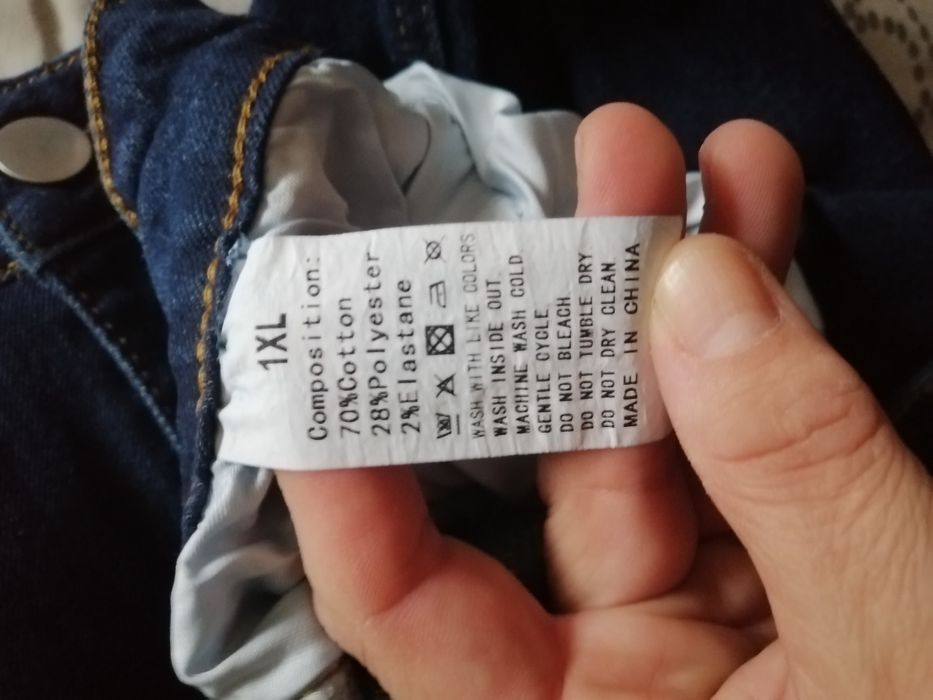 1XL
Composition:
70%Cotton
28%Polyester
2%Elastane
WASH WITH LIKE COLORS
WASH INSIDE OUT
MACHINE WASH COLD
GENTLE CYCLE
DO NOT BLEACH
DO NOT TUMBLE DRY
DO NOT DRY CLEAN
MADE IN CHINA